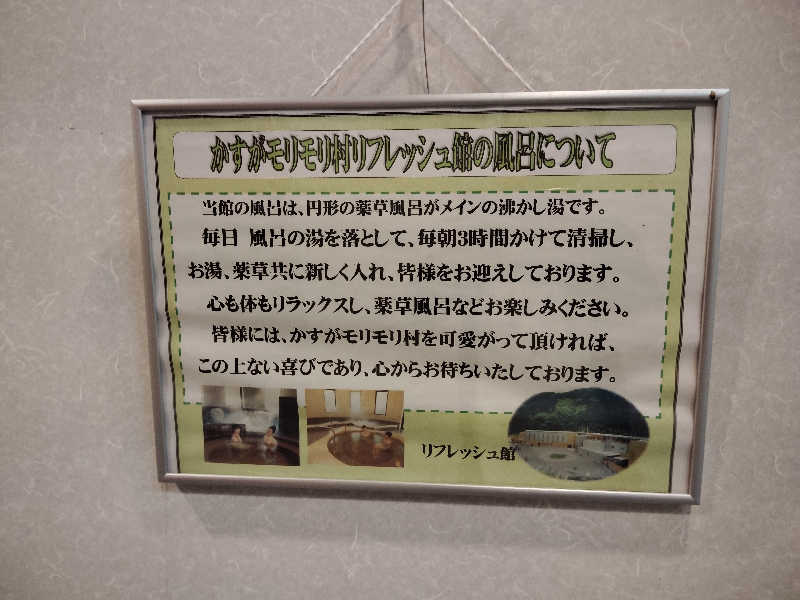 かすがモリモリ村リフレッシュ館の風呂について
当館の風呂は、円形の薬草風呂がメインの沸かし湯です。
毎日 風呂の湯を落として、毎朝3時間かけて清掃し、
お湯、薬草共に新しく入れ、皆様をお迎えしております。
心も体もリラックスし、薬草風呂などお楽しみください。
皆様には、かすがモリモリ村を可愛がって頂ければ、
この上ない喜びであり、心からお待ちいたしております。
リフレッシュ館